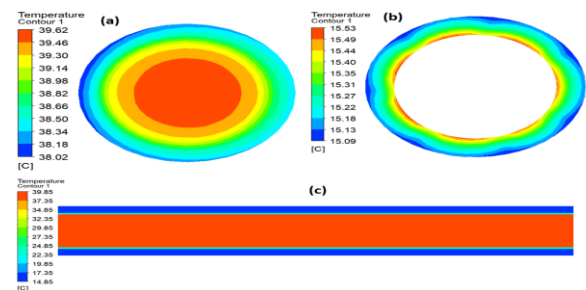 Temperature
Contour 1
(a)
39.62
39.46
39.30
39.14
38.98
38.82
38.66
38.50
38.34
38.18
38.02
[C]
Temperature
Contour 1
(b)
15.53
15.49
15.44
15.40
15.35
15.31
15.27
15.22
15.18
15.13
15.09
[C]
Temperature
Contour 1
(c)
39.85
37.35
34.85
32.35
29.85
27.35
24.85
22.35
19.85
17.35
14.85
[C]